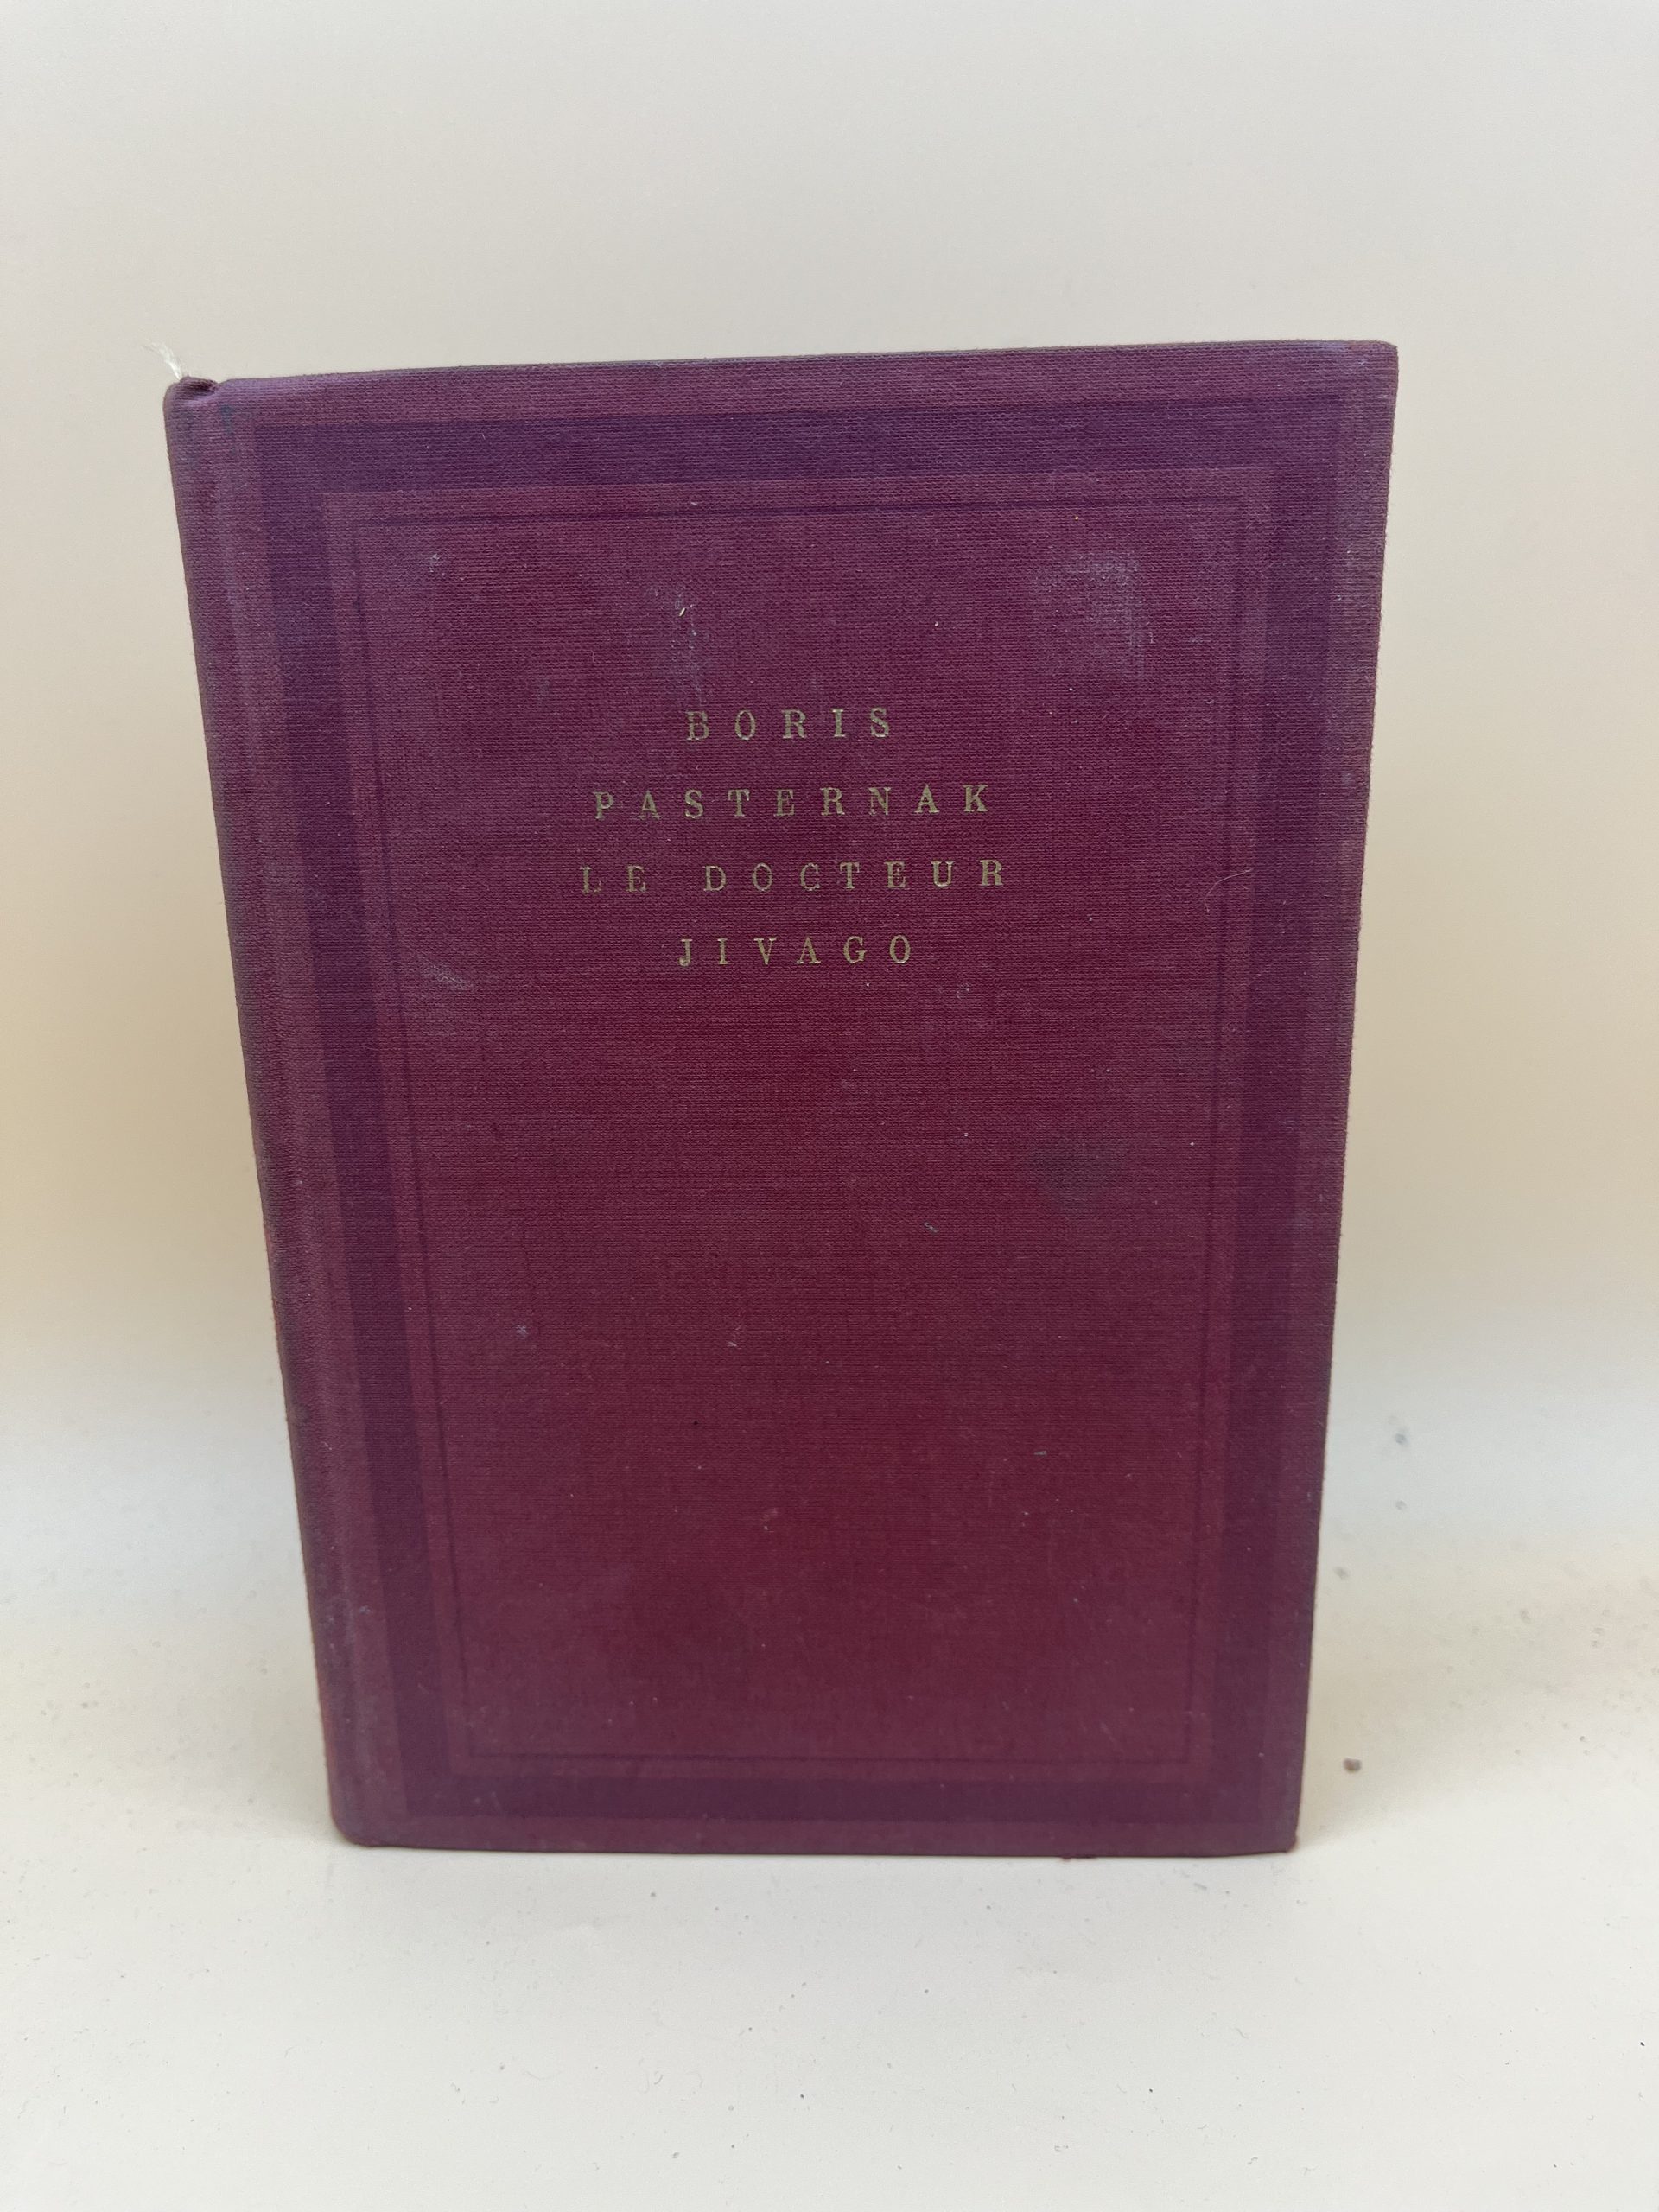 BORIS
PASTERNAK
LE DOCTEUR
JIVAGO